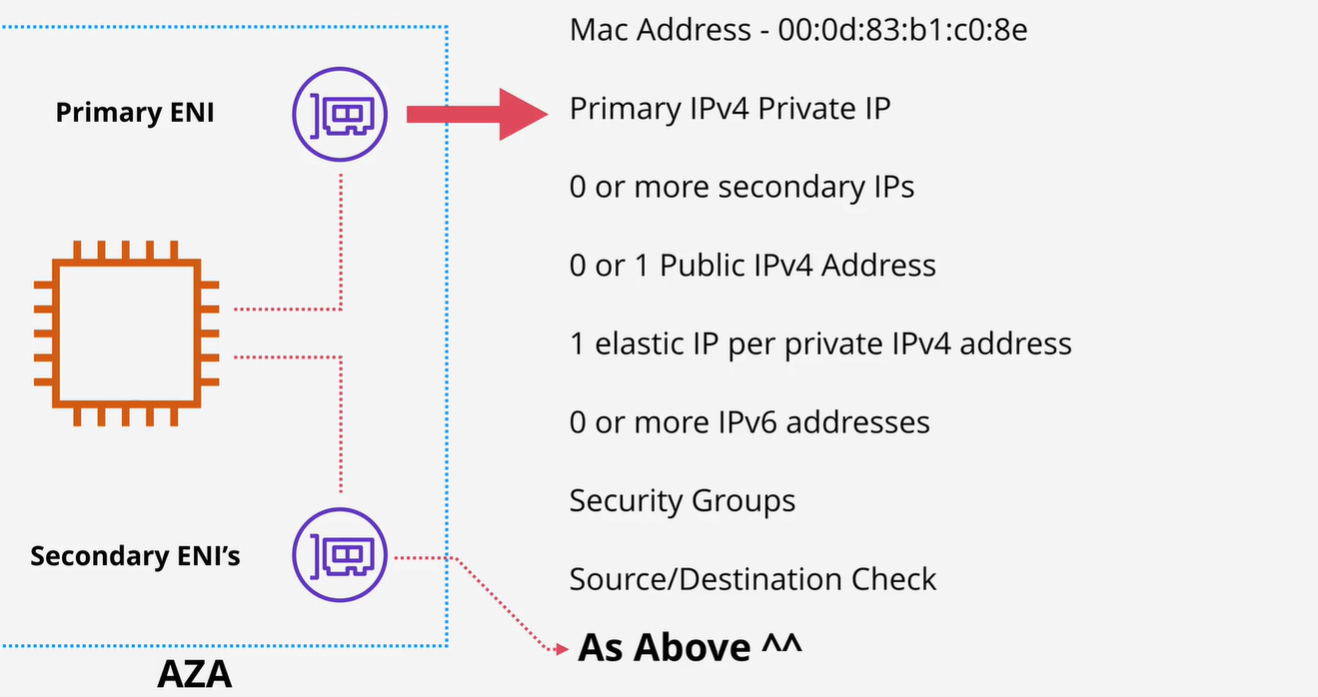 Mac Address - 00:0d:83:b1:c0:8e
Primary ENI
Primary IPv4 Private IP
0 or more secondary IPs
0 or 1 Public IPv4 Address
1 elastic IP per private IPv4 address
0 or more IPv6 addresses
Security Groups
Secondary ENI’s
Source/Destination Check
As Above ^^
AZA